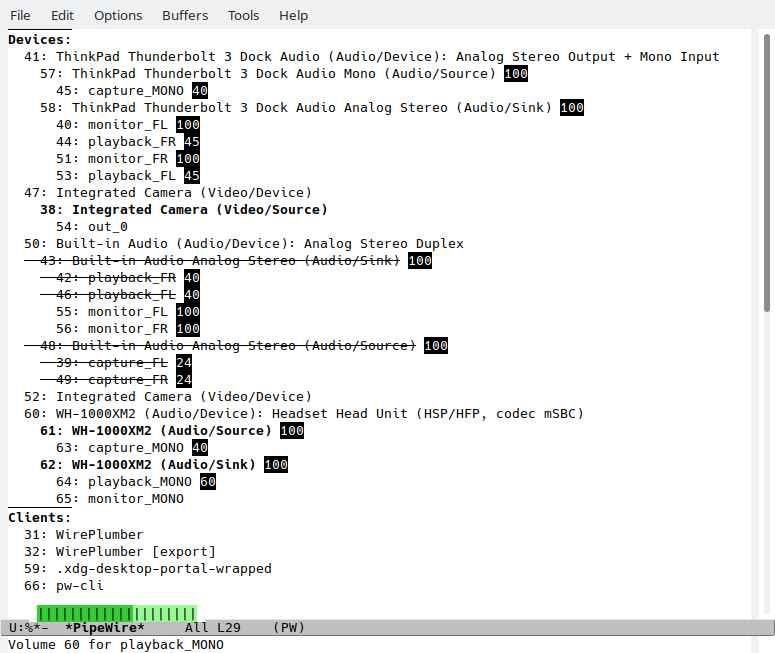 File Edit Options Buffers Tools Help
Devices:
41: ThinkPad Thunderbolt 3 Dock Audio (Audio/Device): Analog Stereo Output + Mono Input
57: ThinkPad Thunderbolt 3 Dock Audio Mono (Audio/Source) 100
45: capture_MONO 40
58: ThinkPad Thunderbolt 3 Dock Audio Analog Stereo (Audio/Sink) 100
40: monitor_FL 100
44: playback_FR 45
51: monitor_FR 100
53: playback_FL 45
47: Integrated Camera (Video/Device)
38: Integrated Camera (Video/Source)
54: out_0
50: Built-in Audio (Audio/Device): Analog Stereo Duplex
43: Built-in Audio Analog Stereo (Audio/Sink) 100
42: playback_FR 40
46: playback_FL 40
55: monitor_FL 100
56: monitor_FR 100
48: Built-in Audio Analog Stereo (Audio/Source) 100
39: capture_FL 24
49: capture_FR 24
52: Integrated Camera (Video/Device)
60: WH-1000XM2 (Audio/Device): Headset Head Unit (HSP/HFP, codec mSBC)
61: WH-1000XM2 (Audio/Source) 100
63: capture_MONO 40
62: WH-1000XM2 (Audio/Sink) 100
64: playback_MONO 60
65: monitor_MONO
Clients:
31: WirePlumber
32: WirePlumber [export]
59: .xdg-desktop-portal-wrapped
66: pw-cli
||||||||||||||||||||
U:%*- *PipeWire* All L29 (PW)
Volume 60 for playback_MONO